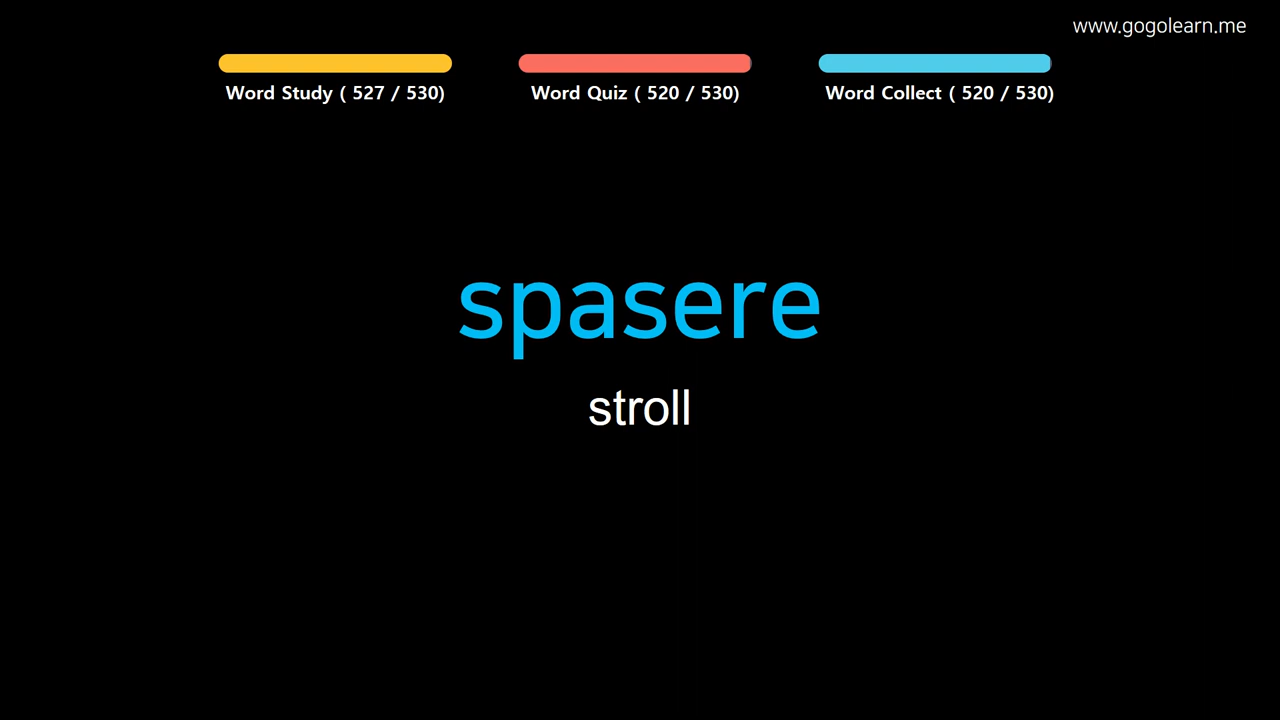 www.gogolearn.me
Word Study ( 527 / 530)
Word Quiz ( 520 / 530)
Word Collect ( 520 / 530)
spasere
stroll